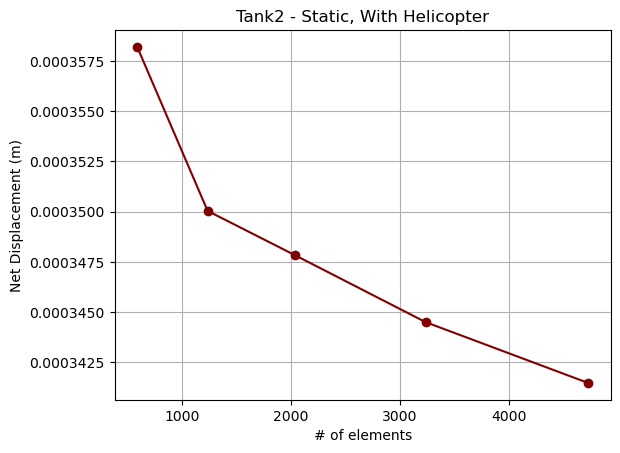 Tank2 - Static, With Helicopter
Net Displacement (m)
0.0003575
0.0003550
0.0003525
0.0003500
0.0003475
0.0003450
0.0003425
1000 2000 3000 4000
# of elements